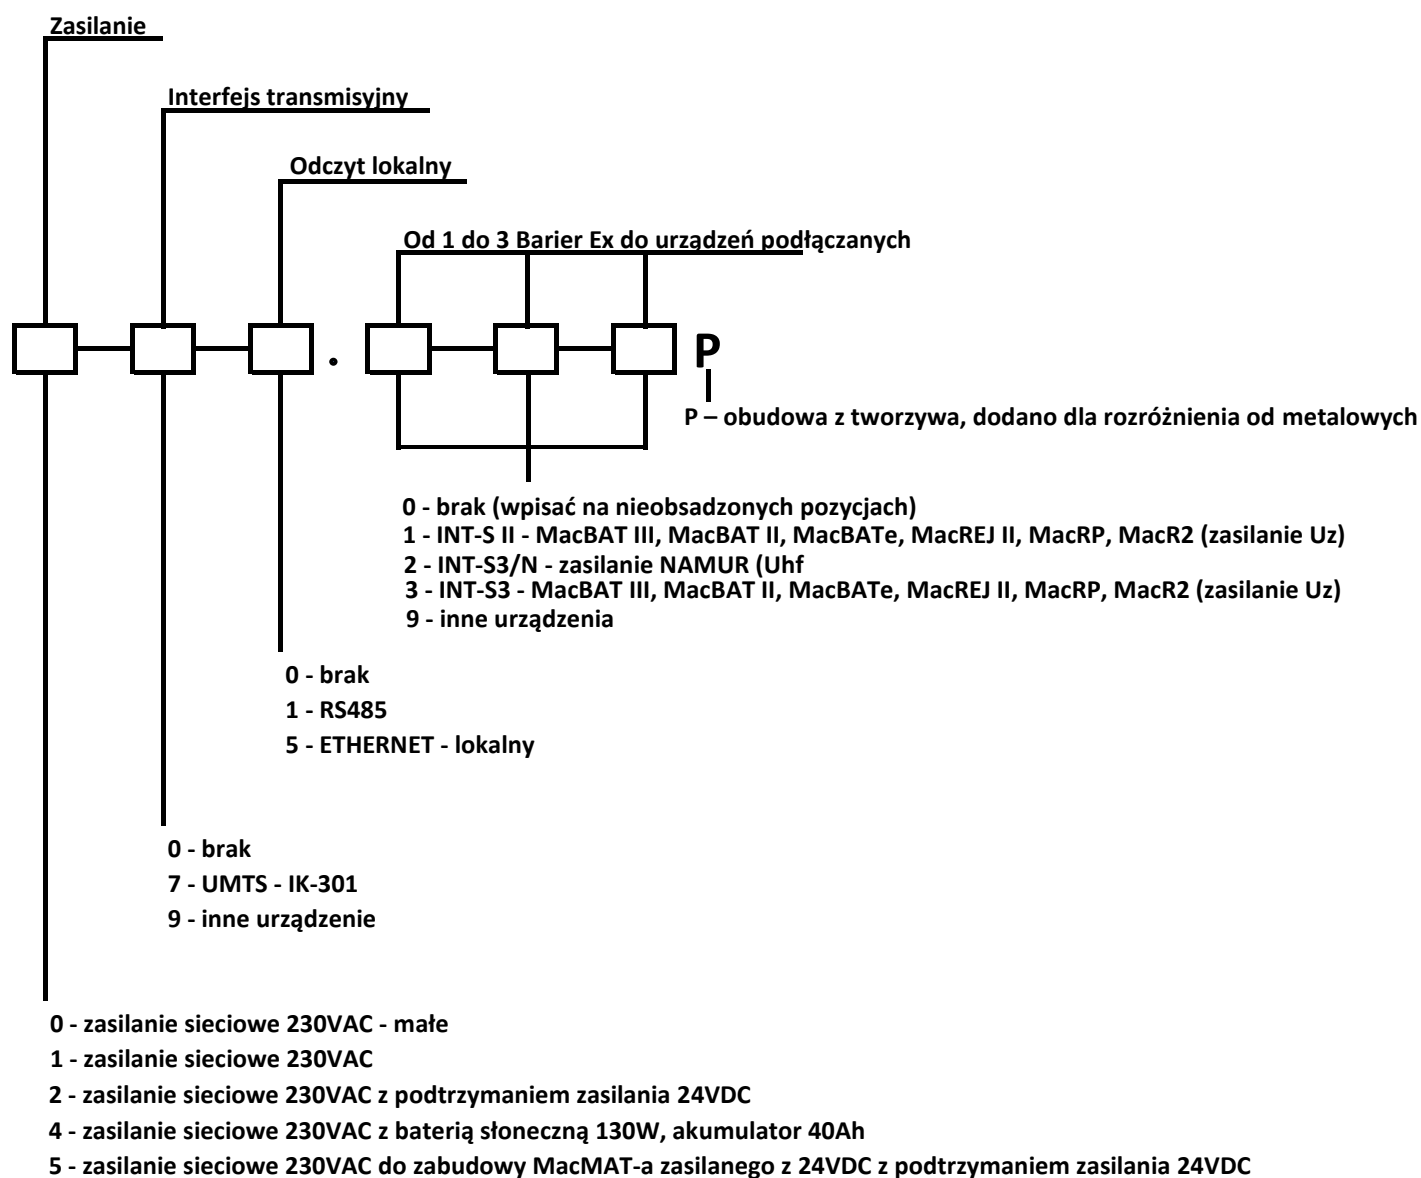 Zasilanie
Interfejs transmisyjny
Odczyt lokalny
Od 1 do 3 Barier Ex do urządzeń podłączanych
. P
P – obudowa z tworzywa, dodano dla rozróżnienia od metalowych
0 - brak (wpisać na nieobsadzonych pozycjach)
1 - INT-S II - MacBAT III, MacBAT II, MacBATe, MacREJ II, MacRP, MacR2 (zasilanie Uz)
2 - INT-S3/N - zasilanie NAMUR (Uhf
3 - INT-S3 - MacBAT III, MacBAT II, MacBATe, MacREJ II, MacRP, MacR2 (zasilanie Uz)
9 - inne urządzenia
0 - brak
1 - RS485
5 - ETHERNET - lokalny
0 - brak
7 - UMTS - IK-301
9 - inne urządzenie
0 - zasilanie sieciowe 230VAC - małe
1 - zasilanie sieciowe 230VAC
2 - zasilanie sieciowe 230VAC z podtrzymaniem zasilania 24VDC
4 - zasilanie sieciowe 230VAC z baterią słoneczną 130W, akumulator 40Ah
5 - zasilanie sieciowe 230VAC do zabudowy MacMAT-a zasilanego z 24VDC z podtrzymaniem zasilania 24VDC